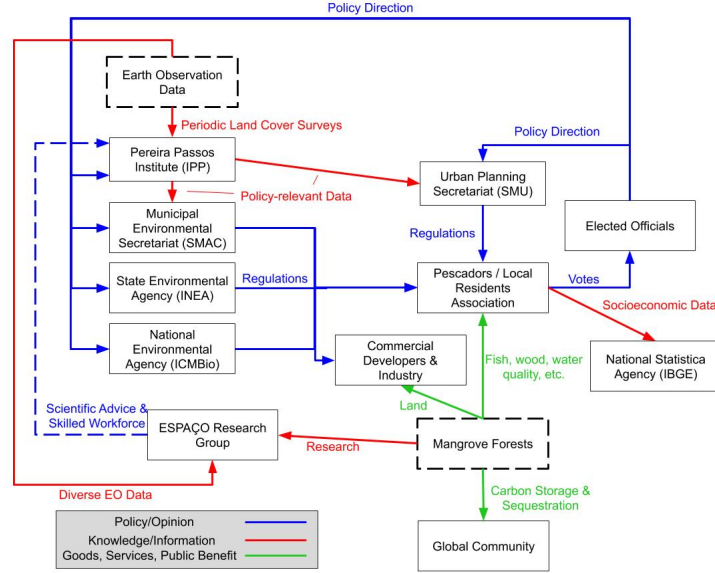 Policy Direction
Earth Observation
Data
Periodic Land Cover Surveys
Pereira Passos
Institute (IPP)
Policy Direction
Urban Planning
Secretariat (SMU)
Policy-relevant Data
Municipal
Environmental
Secretariat (SMAC)
Elected Officials
Regulations
State Environmental
Agency (INEA)
Regulations
Pescadors / Local
Residents
Association
Votes
Socioeconomic Data
National
Environmental
Agency (ICMBio)
Commercial
Developers &
Industry
Fish, wood, water
quality, etc.
National Statistica
Agency (IBGE)
Land
Scientific Advice &
Skilled Workforce
ESPAÇO Research
Group
Research
Mangrove Forests
Diverse EO Data
Carbon Storage &
Sequestration
Global Community
Policy/Opinion
Knowledge/Information
Goods, Services, Public Benefit